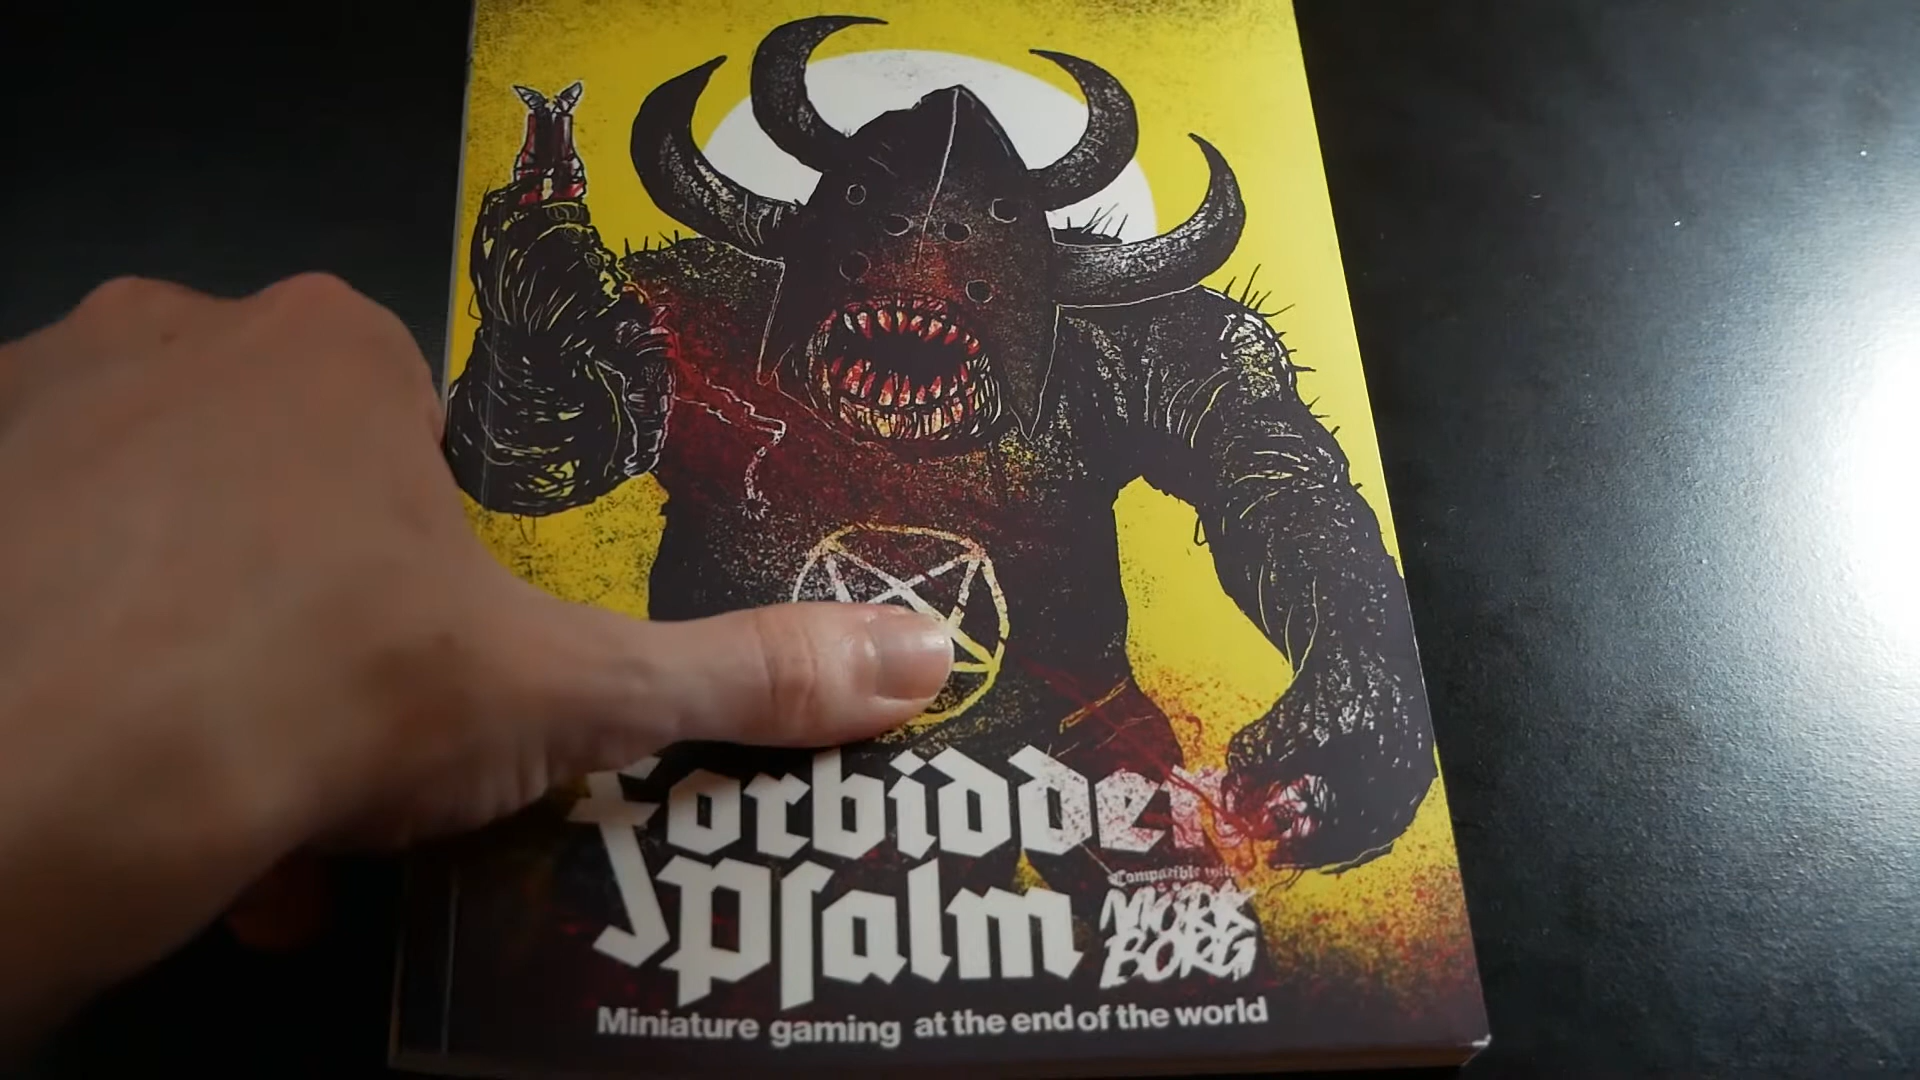 Forbidden
Pſalm
Compatible with
MÖRK
BORG
Miniature gaming at the end of the world